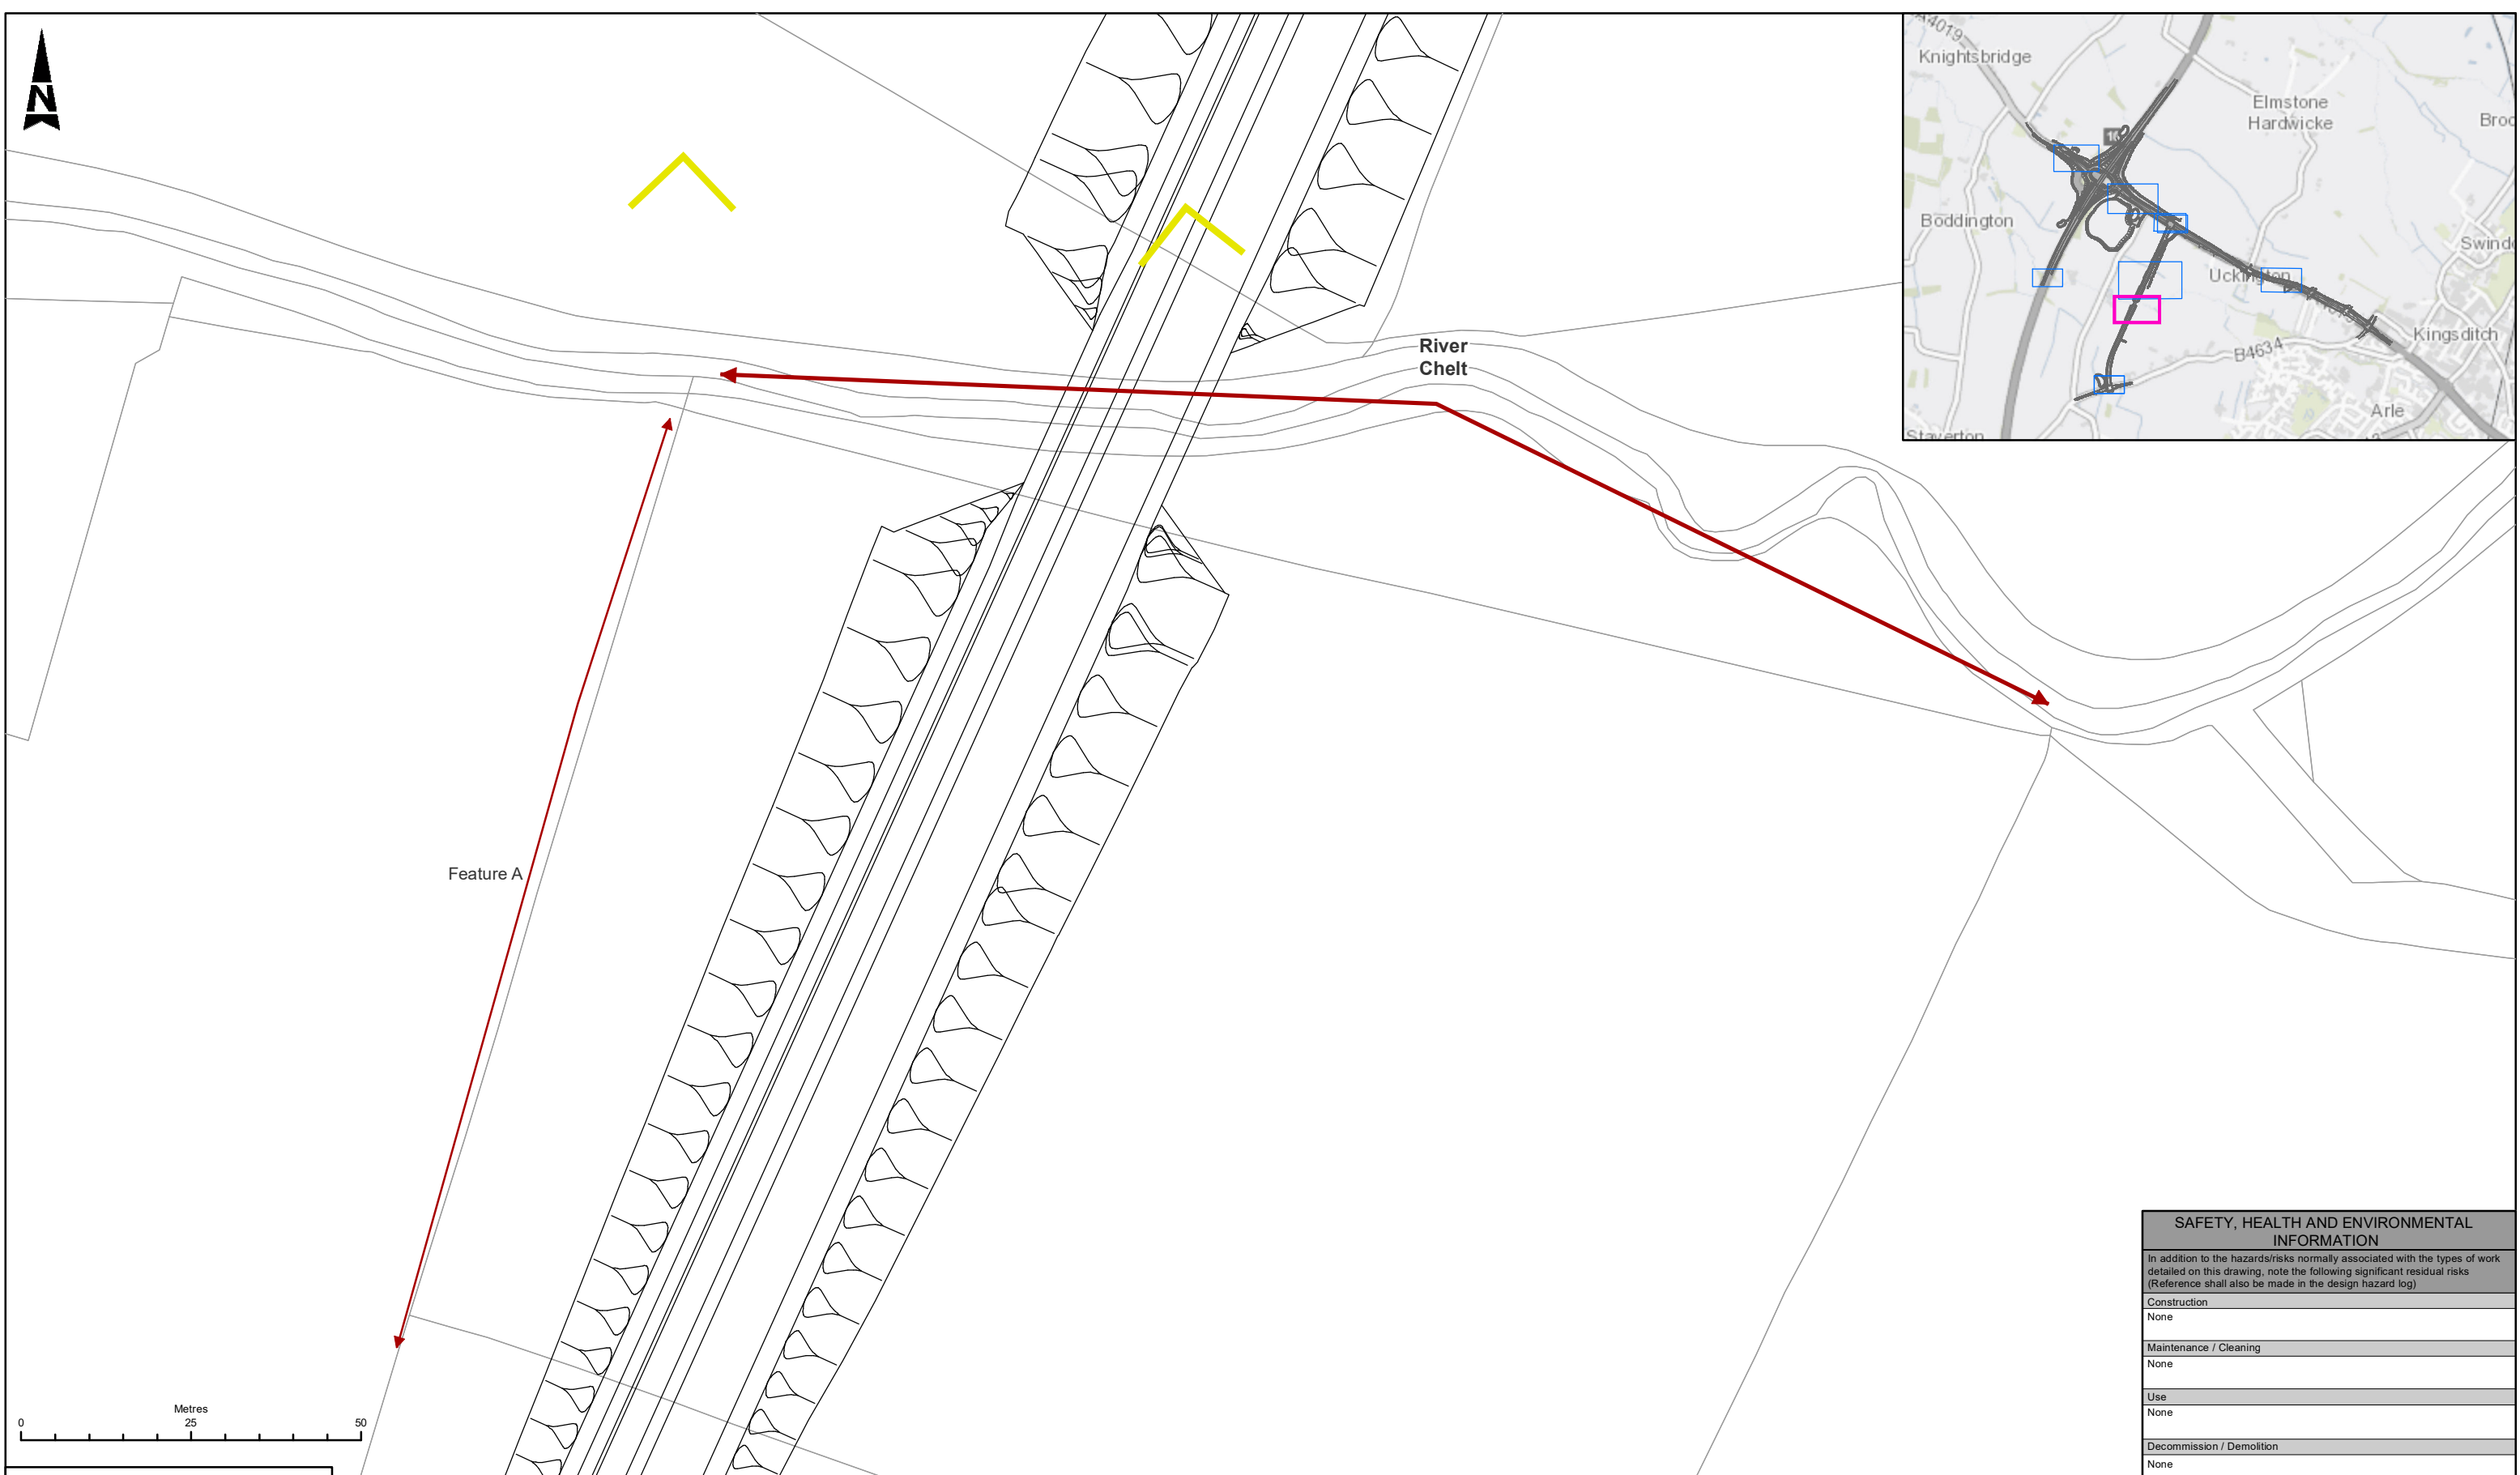 N
A4019
Knightsbridge
Elmstone
Hardwicke
Boddington
Uckington
Kingsditch
B4634
Arle
River
Chelt
Feature A
Metres
0 25 50
SAFETY, HEALTH AND ENVIRONMENTAL
INFORMATION
In addition to the hazards/risks normally associated with the types of work
detailed on this drawing, note the following significant residual risks
(Reference shall also be made in the design hazard log)
Construction
None
Maintenance / Cleaning
None
Use
None
Decommission / Demolition
None